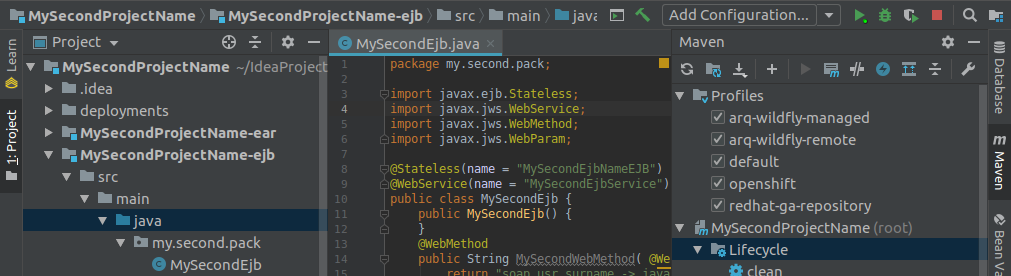 MySecondProjectName MySecondProjectName-ejb src main java Add Configuration...
Learn
1: Project
Project
MySecondProjectName ~/IdeaProject
.idea
deployments
MySecondProjectName-ear
MySecondProjectName-ejb
src
main
java
my.second.pack
MySecondEjb
MySecondEjb.java
1 package my.second.pack;
2
3 import javax.ejb.Stateless;
4 import javax.jws.WebService;
5 import javax.jws.WebMethod;
6 import javax.jws.WebParam;
7
8 @Stateless(name = "MySecondEjbNameEJB")
9 @WebService(name = "MySecondEjbService")
10 public class MySecondEjb {
11 public MySecondEjb() {
12 }
13 @WebMethod
14 public String MySecondWebMethod( @We
15 return "soap usr surname -> java
Maven
Profiles
arq-wildfly-managed
arq-wildfly-remote
default
openshift
redhat-ga-repository
MySecondProjectName (root)
Lifecycle
clean
Database
Maven
Bean Va